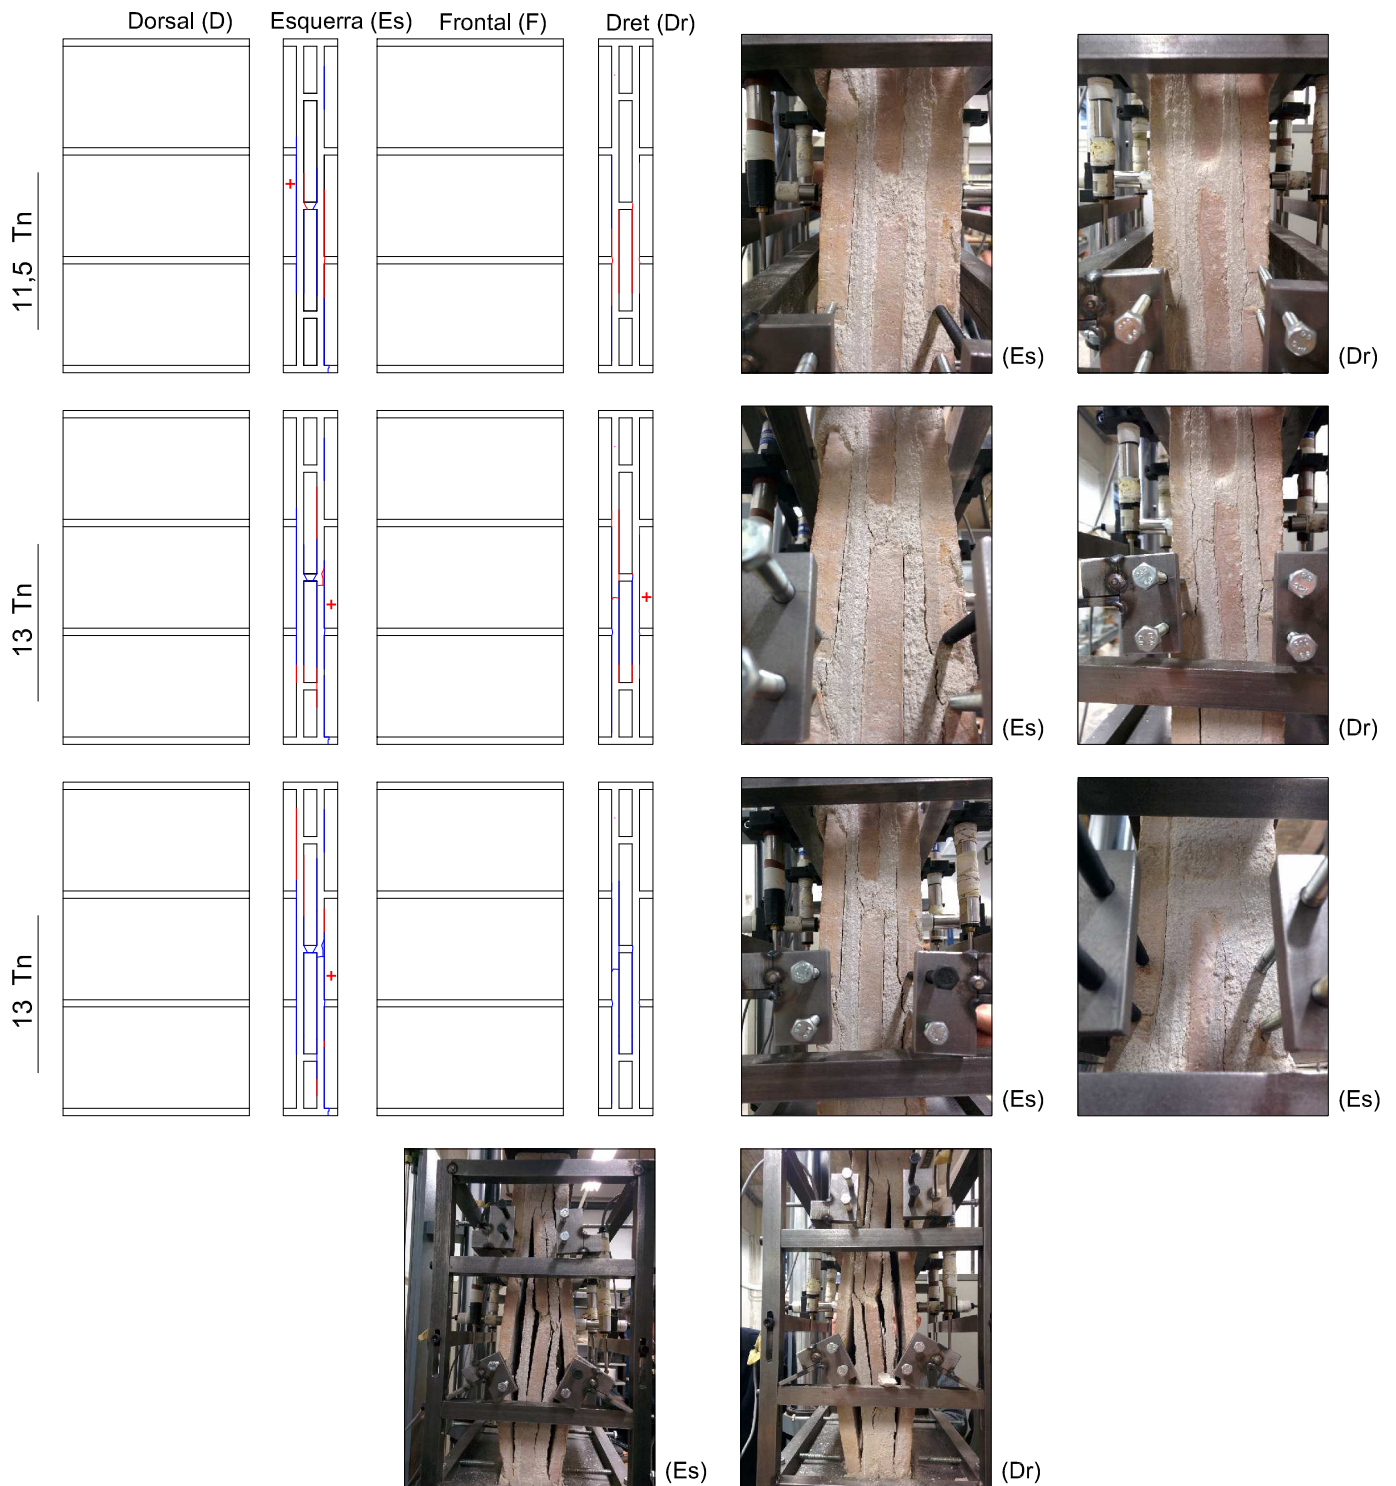 Dorsal (D) Esquerra (Es) Frontal (F) Dret (Dr)
11,5 Tn
(Es)
(Dr)
13 Tn
(Es)
(Dr)
13 Tn
(Es)
(Es)
(Es)
(Dr)